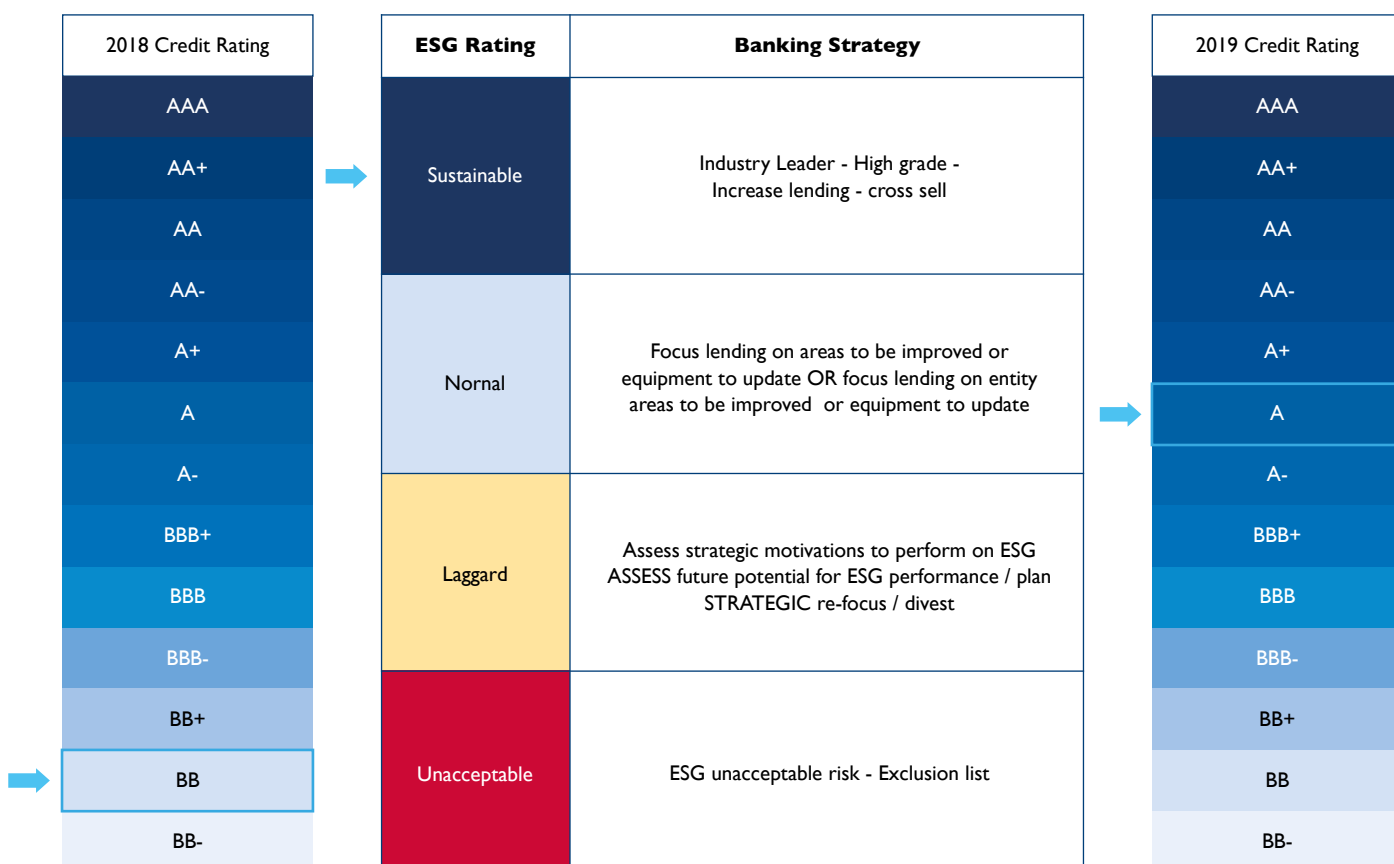 2018 Credit Rating
AAA
AA+
AA
AA-
A+
A
A-
BBB+
BBB
BBB-
BB+
BB
BB-
ESG Rating
Banking Strategy
Sustainable
Industry Leader - High grade -
Increase lending - cross sell
Nornal
Focus lending on areas to be improved or
equipment to update OR focus lending on entity
areas to be improved or equipment to update
Laggard
Assess strategic motivations to perform on ESG
ASSESS future potential for ESG performance / plan
STRATEGIC re-focus / divest
Unacceptable
ESG unacceptable risk - Exclusion list
2019 Credit Rating
AAA
AA+
AA
AA-
A+
A
A-
BBB+
BBB
BBB-
BB+
BB
BB-